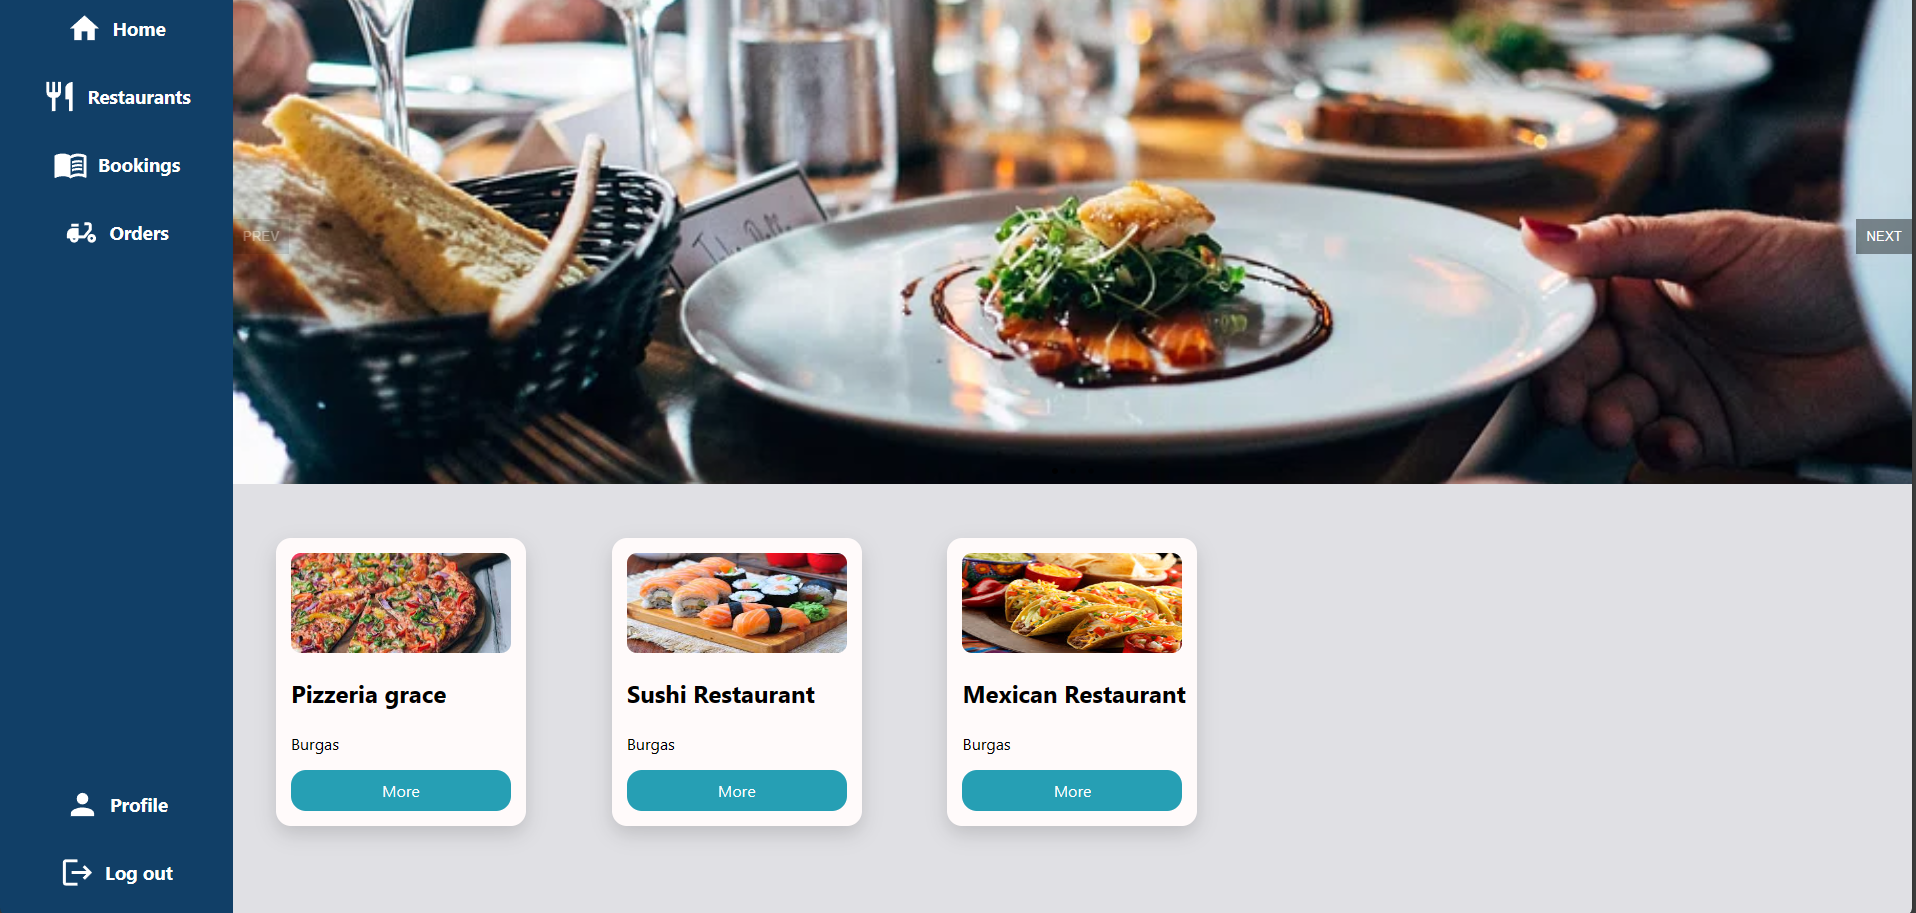 Home
Restaurants
Bookings
Orders
Profile
Log out
PREV
NEXT
Pizzeria grace
Burgas
More
Sushi Restaurant
Burgas
More
Mexican Restaurant
Burgas
More